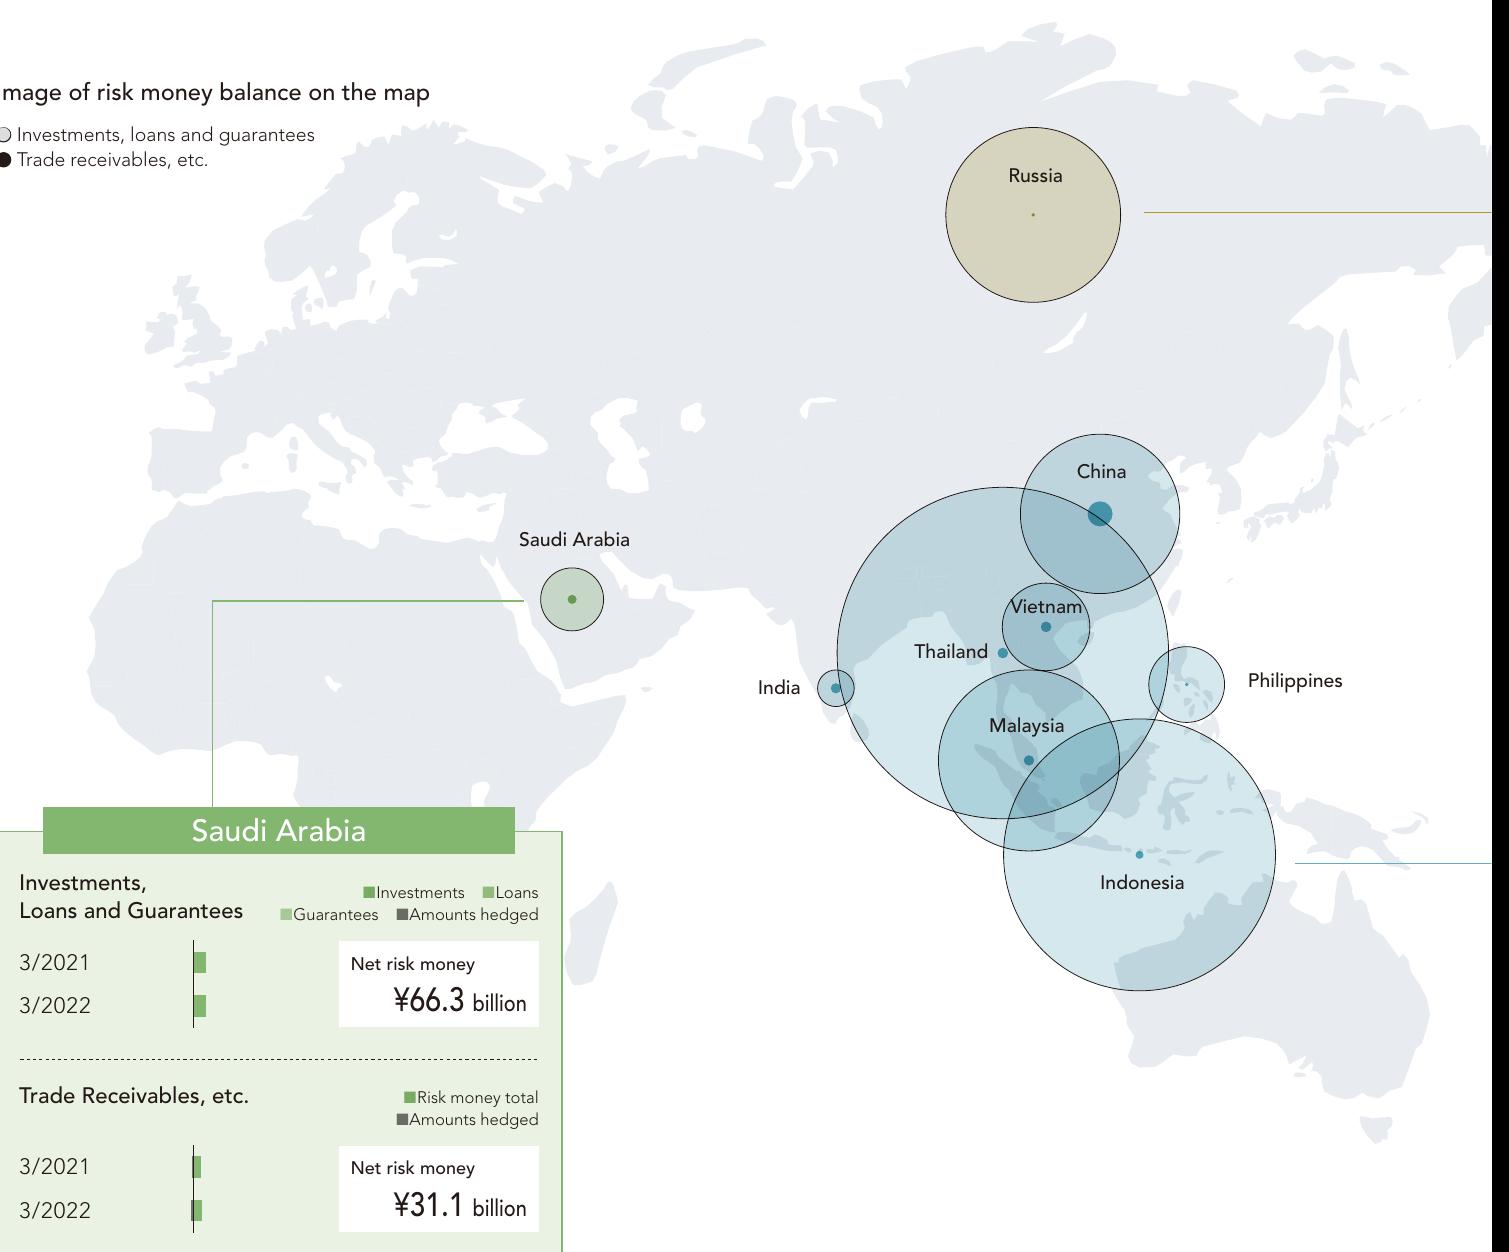 mage of risk money balance on the map
Investments, loans and guarantees
Trade receivables, etc.
Russia
China
Saudi Arabia
Vietnam
Thailand
India
Philippines
Malaysia
Indonesia
Saudi Arabia
Investments,
Loans and Guarantees
Investments Loans
Guarantees Amounts hedged
3/2021
3/2022
Net risk money
¥66.3 billion
Trade Receivables, etc.
Risk money total
Amounts hedged
3/2021
3/2022
Net risk money
¥31.1 billion